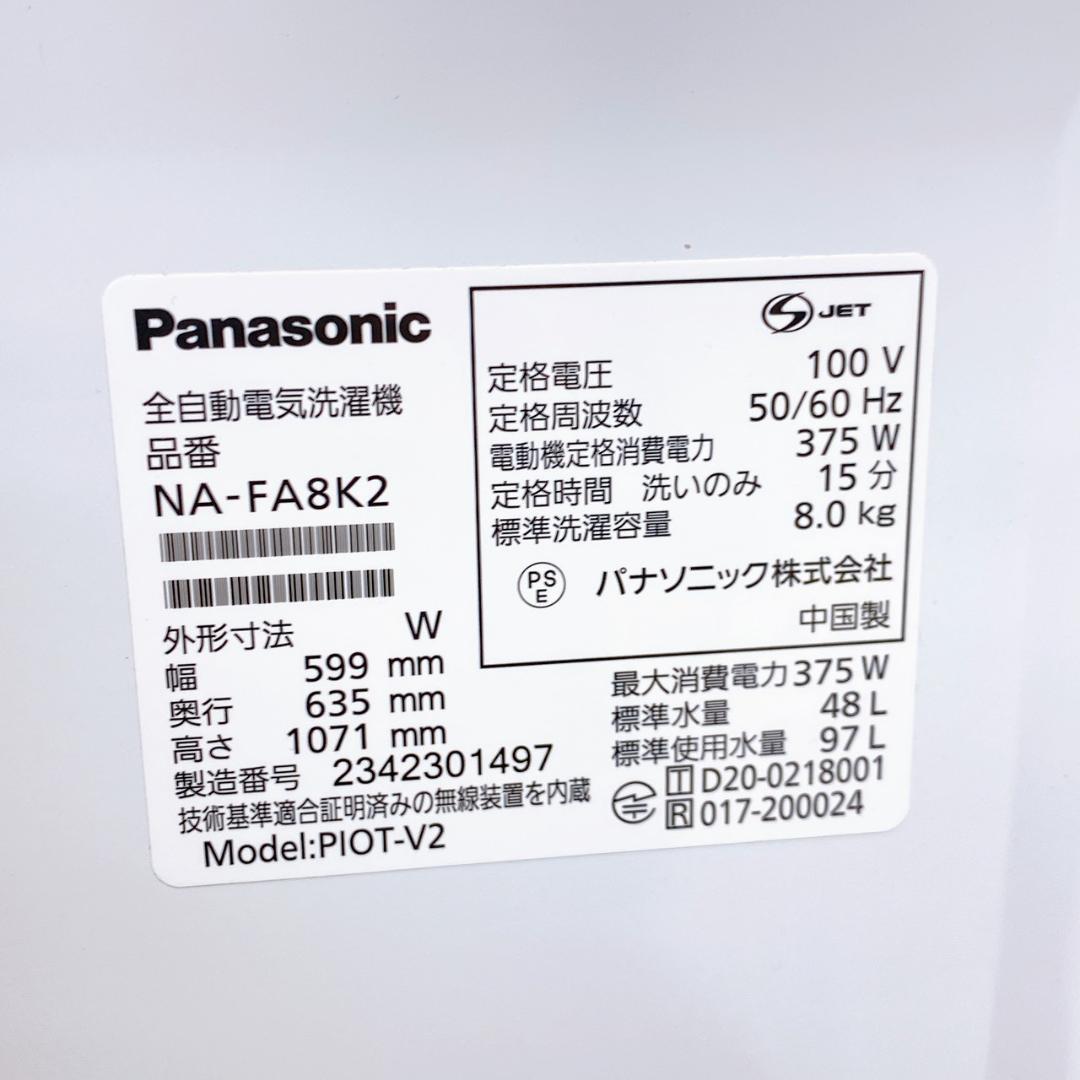 Panasonic
全自動電気洗濯機
品番
NA-FA8K2
外形寸法 W
幅 599 mm
奥行 635 mm
高さ 1071 mm
製造番号 2342301497
技術基準適合証明済みの無線装置を内蔵
Model:PIOT-V2
S JET
定格電圧 100 V
定格周波数 50/60 Hz
電動機定格消費電力 375 W
定格時間 洗いのみ 15 分
標準洗濯容量 8.0 kg
PS
E
パナソニック株式会社
中国製
最大消費電力 375 W
標準水量 48 L
標準使用水量 97 L
T D20-0218001
R 017-200024